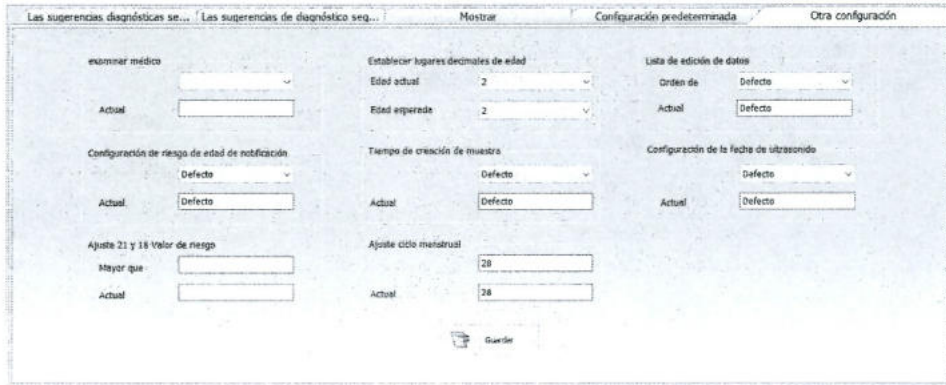 Las sugerencias diagnósticas se... Las sugerencias de diagnóstico seg... Mostrar Configuración predeterminada Otra configuración
examinar médico
Actual
Establecer lugares decimales de edad
Edad actual 2
Edad esperada 2
Lista de edición de datos
Orden de Defecto
Actual Defecto
Configuración de riesgo de edad de notificación
Defecto
Actual Defecto
Tiempo de creación de muestra
Defecto
Actual Defecto
Configuración de la fecha de ultrasonido
Defecto
Actual Defecto
Ajuste 21 y 18 Valor de riesgo
Mayor que
Actual
Ajuste ciclo menstrual
28
Actual 28
Guardar